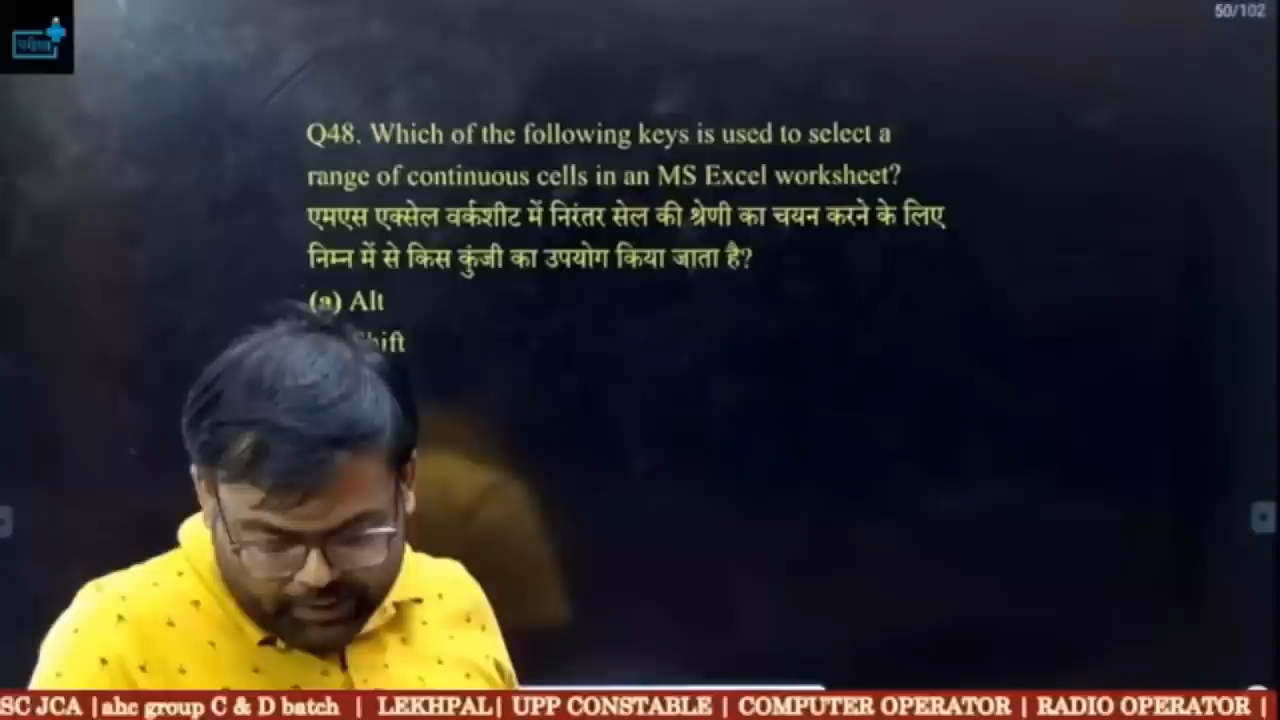 50/102
Q48. Which of the following keys is used to select a
range of continuous cells in an MS Excel worksheet?
एमएस एक्सेल वर्कशीट में निरंतर सेल की श्रेणी का चयन करने के लिए
निम्न में से किस कुंजी का उपयोग किया जाता है?
(a) Alt
Shift
SC JCA | ahc group C & D batch | LEKHPAL | UPP CONSTABLE | COMPUTER OPERATOR | RADIO OPERATOR |